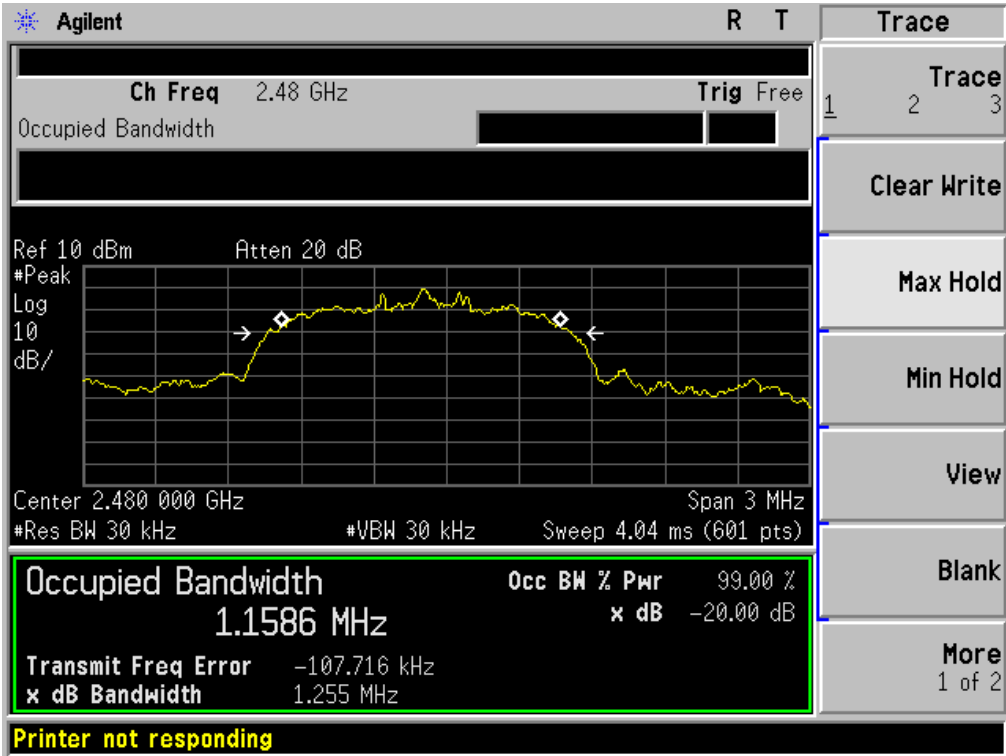 Agilent R T Trace
Ch Freq 2.48 GHz Trig Free
Occupied Bandwidth
Trace
1 2 3
Clear Write
Max Hold
Min Hold
View
Blank
More
1 of 2
Ref 10 dBm Atten 20 dB
#Peak
Log
10
dB/
Center 2.480 000 GHz Span 3 MHz
#Res BW 30 kHz #VBW 30 kHz Sweep 4.04 ms (601 pts)
Occupied Bandwidth Occ BW % Pwr 99.00 %
1.1586 MHz x dB -20.00 dB
Transmit Freq Error -107.716 kHz
x dB Bandwidth 1.255 MHz
Printer not responding